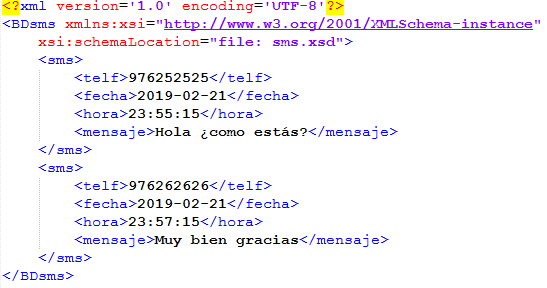 <?xml version='1.0' encoding='UTF-8'?>
<BDsms xmlns:xsi="http://www.w3.org/2001/XMLSchema-instance"
xsi:schemaLocation="file: sms.xsd">
<sms>
<telf>976252525</telf>
<fecha>2019-02-21</fecha>
<hora>23:55:15</hora>
<mensaje>Hola ¿como estás?</mensaje>
</sms>
<sms>
<telf>976262626</telf>
<fecha>2019-02-21</fecha>
<hora>23:57:15</hora>
<mensaje>Muy bien gracias</mensaje>
</sms>
</BDsms>